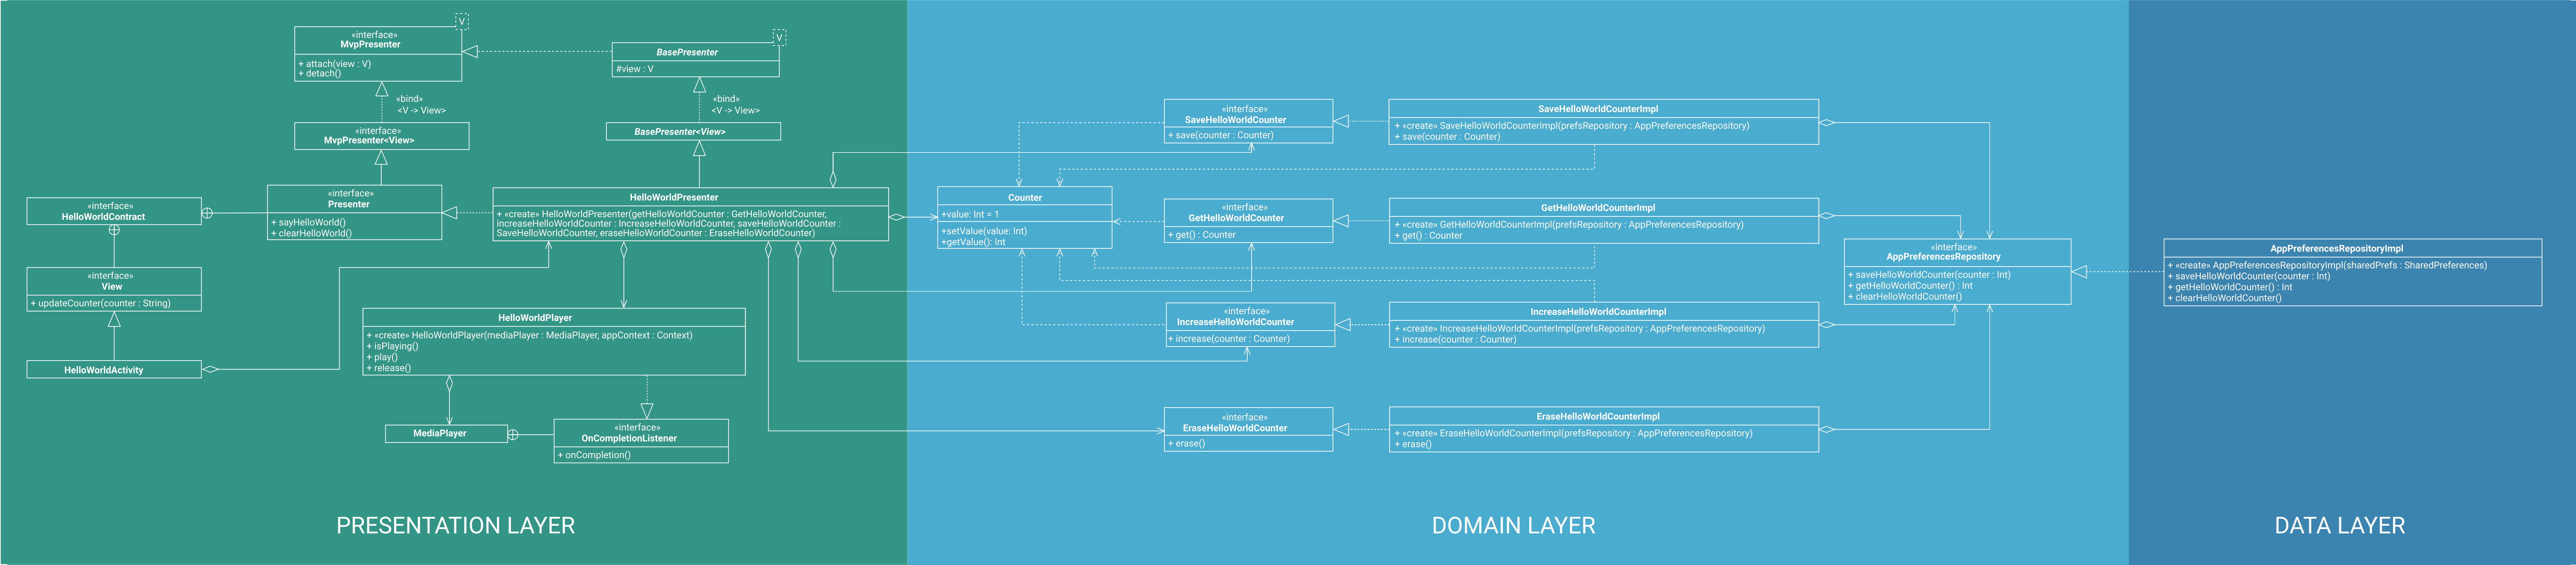 V
«interface»
MvpPresenter
+ attach(view : V)
+ detach()
V
BasePresenter
#view : V
«bind»
<V -> View>
«bind»
<V -> View>
«interface»
MvpPresenter<View>
BasePresenter<View>
«interface»
HelloWorldContract
«interface»
Presenter
+ sayHelloWorld()
+ clearHelloWorld()
HelloWorldPresenter
+ «create» HelloWorldPresenter(getHelloWorldCounter : GetHelloWorldCounter,
increaseHelloWorldCounter : IncreaseHelloWorldCounter, saveHelloWorldCounter :
SaveHelloWorldCounter, eraseHelloWorldCounter : EraseHelloWorldCounter)
«interface»
View
+ updateCounter(counter : String)
HelloWorldActivity
HelloWorldPlayer
+ «create» HelloWorldPlayer(mediaPlayer : MediaPlayer, appContext : Context)
+ isPlaying()
+ play()
+ release()
MediaPlayer
«interface»
OnCompletionListener
+ onCompletion()
PRESENTATION LAYER
Counter
+value: Int = 1
+setValue(value: Int)
+getValue(): Int
«interface»
SaveHelloWorldCounter
+ save(counter : Counter)
SaveHelloWorldCounterImpl
+ «create» SaveHelloWorldCounterImpl(prefsRepository : AppPreferencesRepository)
+ save(counter : Counter)
«interface»
GetHelloWorldCounter
+ get() : Counter
GetHelloWorldCounterImpl
+ «create» GetHelloWorldCounterImpl(prefsRepository : AppPreferencesRepository)
+ get() : Counter
«interface»
IncreaseHelloWorldCounter
+ increase(counter : Counter)
IncreaseHelloWorldCounterImpl
+ «create» IncreaseHelloWorldCounterImpl(prefsRepository : AppPreferencesRepository)
+ increase(counter : Counter)
«interface»
EraseHelloWorldCounter
+ erase()
EraseHelloWorldCounterImpl
+ «create» EraseHelloWorldCounterImpl(prefsRepository : AppPreferencesRepository)
+ erase()
«interface»
AppPreferencesRepository
+ saveHelloWorldCounter(counter : Int)
+ getHelloWorldCounter() : Int
+ clearHelloWorldCounter()
DOMAIN LAYER
AppPreferencesRepositoryImpl
+ «create» AppPreferencesRepositoryImpl(sharedPrefs : SharedPreferences)
+ saveHelloWorldCounter(counter : Int)
+ getHelloWorldCounter() : Int
+ clearHelloWorldCounter()
DATA LAYER